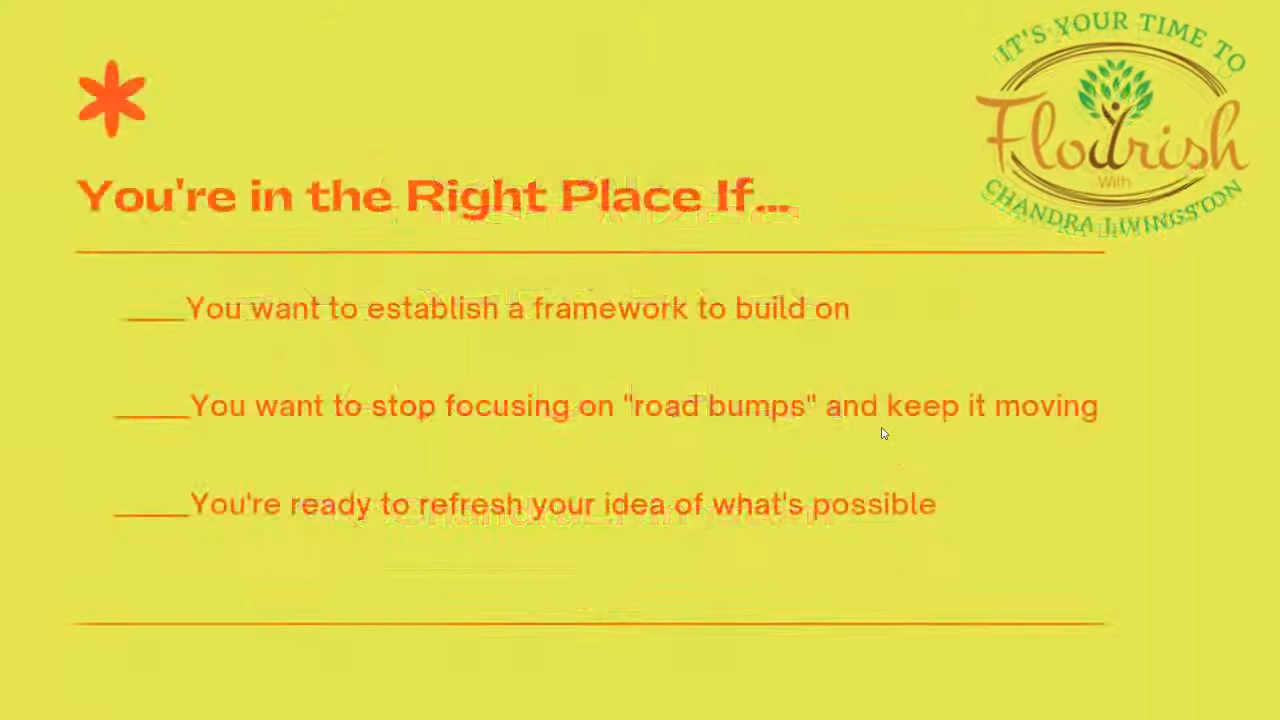 IT'S YOUR TIME TO
Flourish
With
CHANDRA LIVINGSTON
You're in the Right Place If...
____You want to establish a framework to build on
_____You want to stop focusing on "road bumps" and keep it moving
_____You're ready to refresh your idea of what's possible